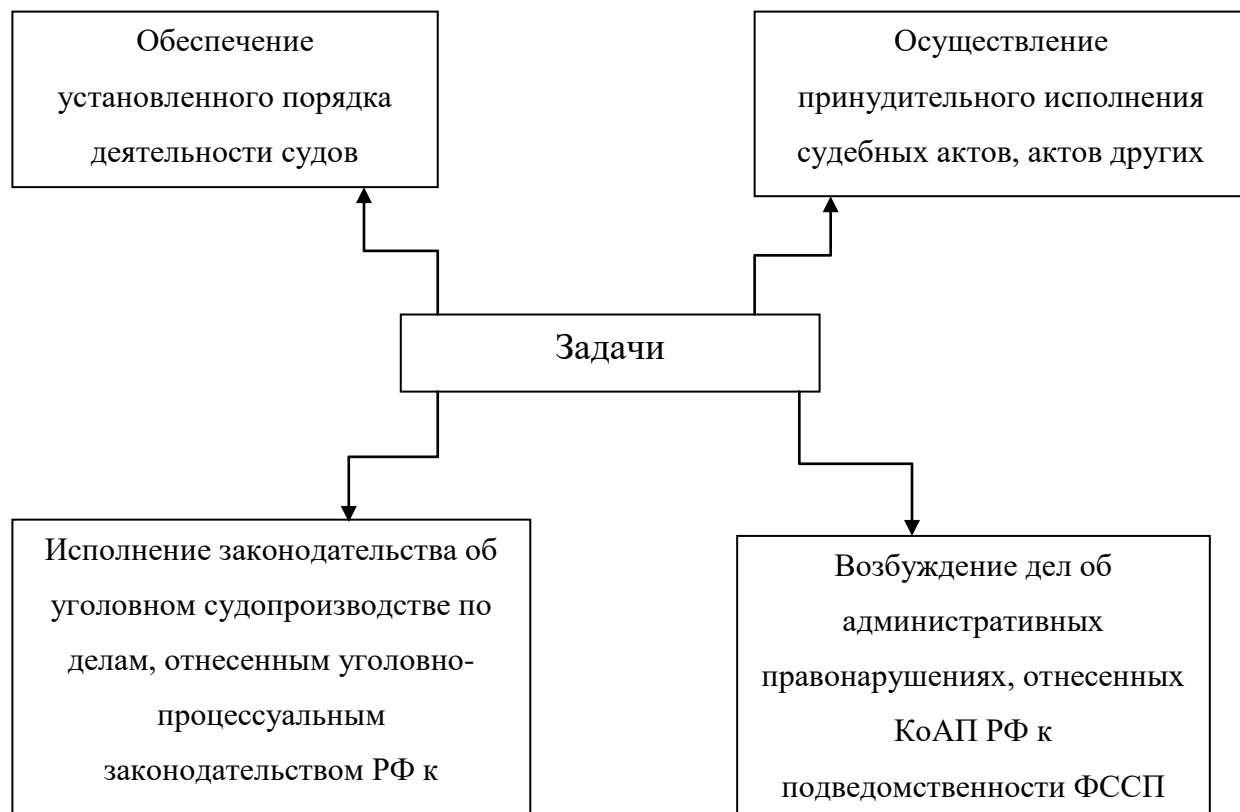 Обеспечение
установленного порядка
деятельности судов
Осуществление
принудительного исполнения
судебных актов, актов других
Задачи
Исполнение законодательства об
уголовном судопроизводстве по
делам, отнесенным уголовно-
процессуальным
законодательством РФ к
Возбуждение дел об
административных
правонарушениях, отнесенных
КоАП РФ к
подведомственности ФССП